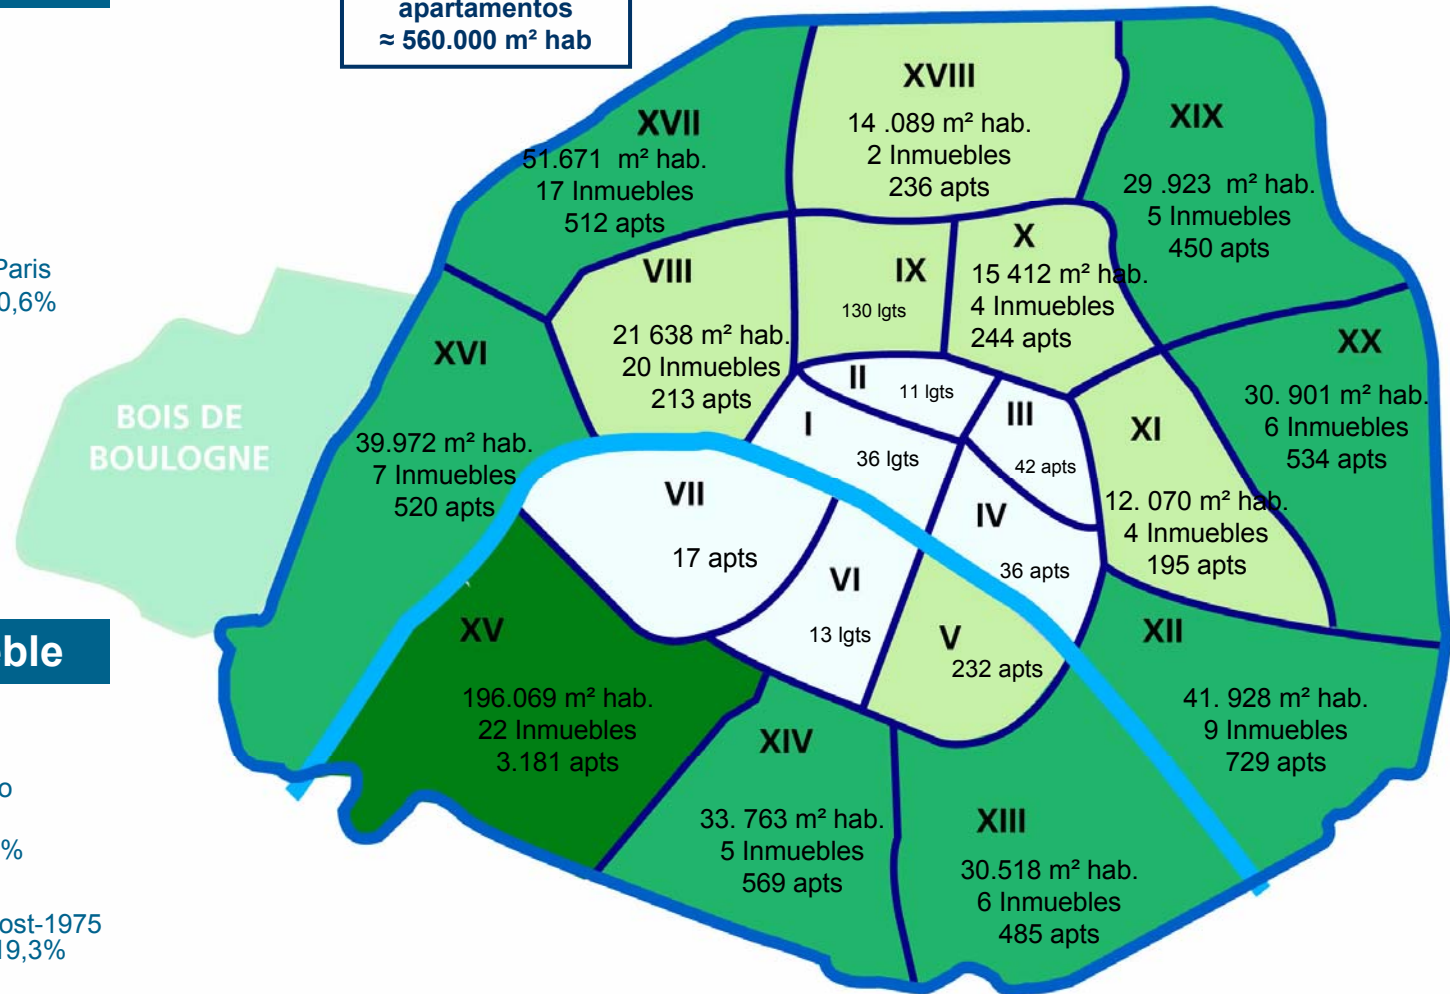 apartamentos
≈ 560.000 m² hab
Paris
0,6%
eble
o
%
ost-1975
19,3%
BOIS DE
BOULOGNE
XVII
51.671 m² hab.
17 Inmuebles
512 apts
XVIII
14 .089 m² hab.
2 Inmuebles
236 apts
XIX
29 .923 m² hab.
5 Inmuebles
450 apts
VIII
21 638 m² hab.
20 Inmuebles
213 apts
IX
130 lgts
X
15 412 m² hab.
4 Inmuebles
244 apts
XVI
39.972 m² hab.
7 Inmuebles
520 apts
II
11 lgts
I
36 lgts
III
42 apts
XI
12. 070 m² hab.
4 Inmuebles
195 apts
XX
30. 901 m² hab.
6 Inmuebles
534 apts
VII
17 apts
IV
36 apts
VI
13 lgts
V
232 apts
XII
41. 928 m² hab.
9 Inmuebles
729 apts
XV
196.069 m² hab.
22 Inmuebles
3.181 apts
XIV
33. 763 m² hab.
5 Inmuebles
569 apts
XIII
30.518 m² hab.
6 Inmuebles
485 apts